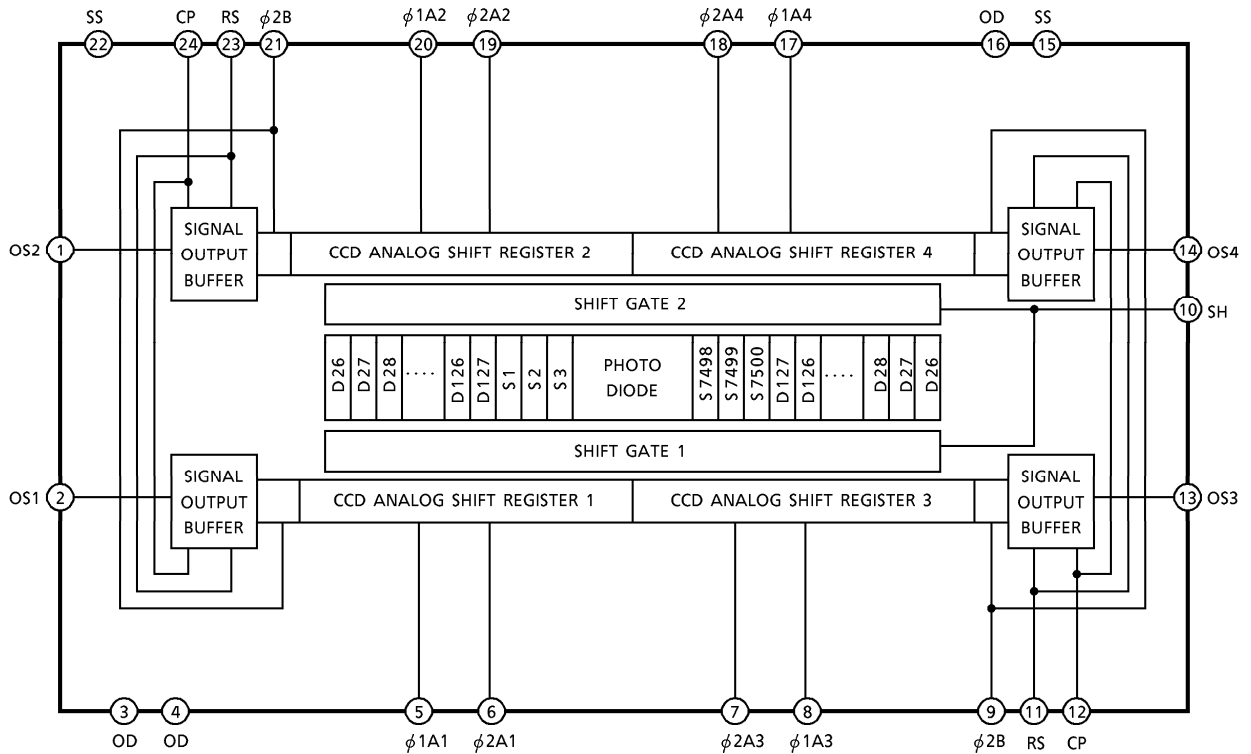 SS CP RS ϕ2B ϕ1A2 ϕ2A2 ϕ2A4 ϕ1A4 OD SS
22 24 23 21 20 19 18 17 16 15
SIGNAL OUTPUT BUFFER
SIGNAL OUTPUT BUFFER
OS2 1
CCD ANALOG SHIFT REGISTER 2
CCD ANALOG SHIFT REGISTER 4
14 OS4
SHIFT GATE 2
10 SH
D26 D27 D28 .... D126 D127 S1 S2 S3
PHOTO DIODE
S7498 S7499 S7500 D127 D126 .... D28 D27 D26
SHIFT GATE 1
SIGNAL OUTPUT BUFFER
SIGNAL OUTPUT BUFFER
OS1 2
CCD ANALOG SHIFT REGISTER 1
CCD ANALOG SHIFT REGISTER 3
13 OS3
3 4 5 6 7 8 9 11 12
OD OD ϕ1A1 ϕ2A1 ϕ2A3 ϕ1A3 ϕ2B RS CP